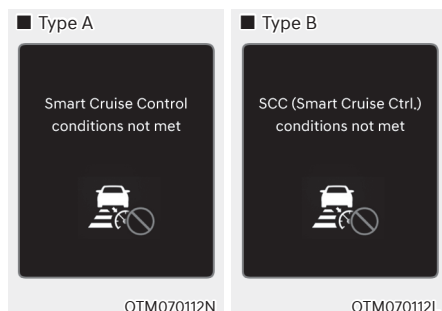 ■ Type A
Smart Cruise Control
conditions not met
OTM070112N
■ Type B
SCC (Smart Cruise Ctrl.)
conditions not met
OTM070112L